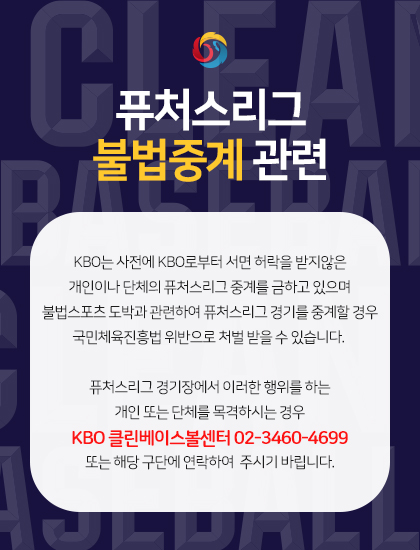 CLEAN
BASEBALL
퓨처스리그
불법중계 관련
KBO는 사전에 KBO로부터 서면 허락을 받지않은
개인이나 단체의 퓨처스리그 중계를 금하고 있으며
불법스포츠 도박과 관련하여 퓨처스리그 경기를 중계할 경우
국민체육진흥법 위반으로 처벌 받을 수 있습니다.
퓨처스리그 경기장에서 이러한 행위를 하는
개인 또는 단체를 목격하시는 경우
KBO 클린베이스볼센터 02-3460-4699
또는 해당 구단에 연락하여 주시기 바랍니다.